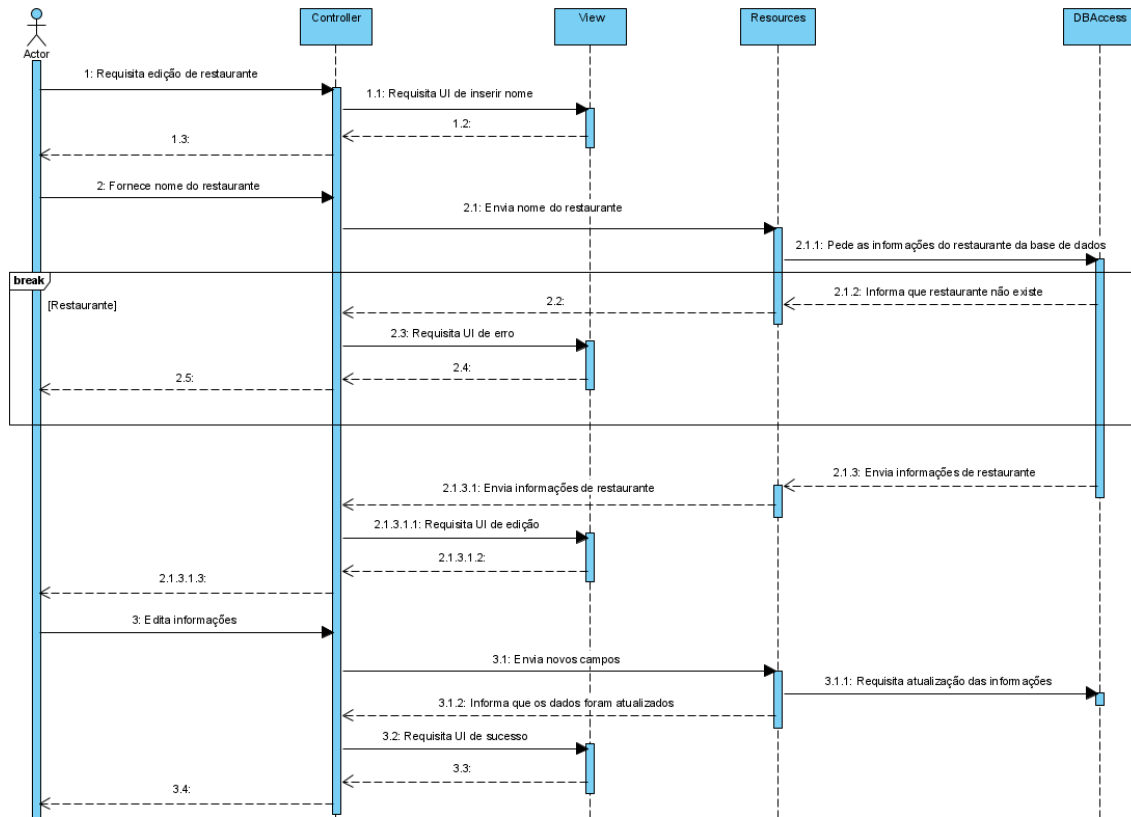 Controller
View
Resources
DBAccess
Actor
1: Requisita edição de restaurante
1.1: Requisita UI de inserir nome
1.2:
1.3:
2: Fornece nome do restaurante
2.1: Envia nome do restaurante
2.1.1: Pede as informações do restaurante da base de dados
break
[Restaurante]
2.1.2: Informa que restaurante não existe
2.2:
2.3: Requisita UI de erro
2.4:
2.5:
2.1.3: Envia informações de restaurante
2.1.3.1: Envia informações de restaurante
2.1.3.1.1: Requisita UI de edição
2.1.3.1.2:
2.1.3.1.3:
3: Edita informações
3.1: Envia novos campos
3.1.1: Requisita atualização das informações
3.1.2: Informa que os dados foram atualizados
3.2: Requisita UI de sucesso
3.3:
3.4: